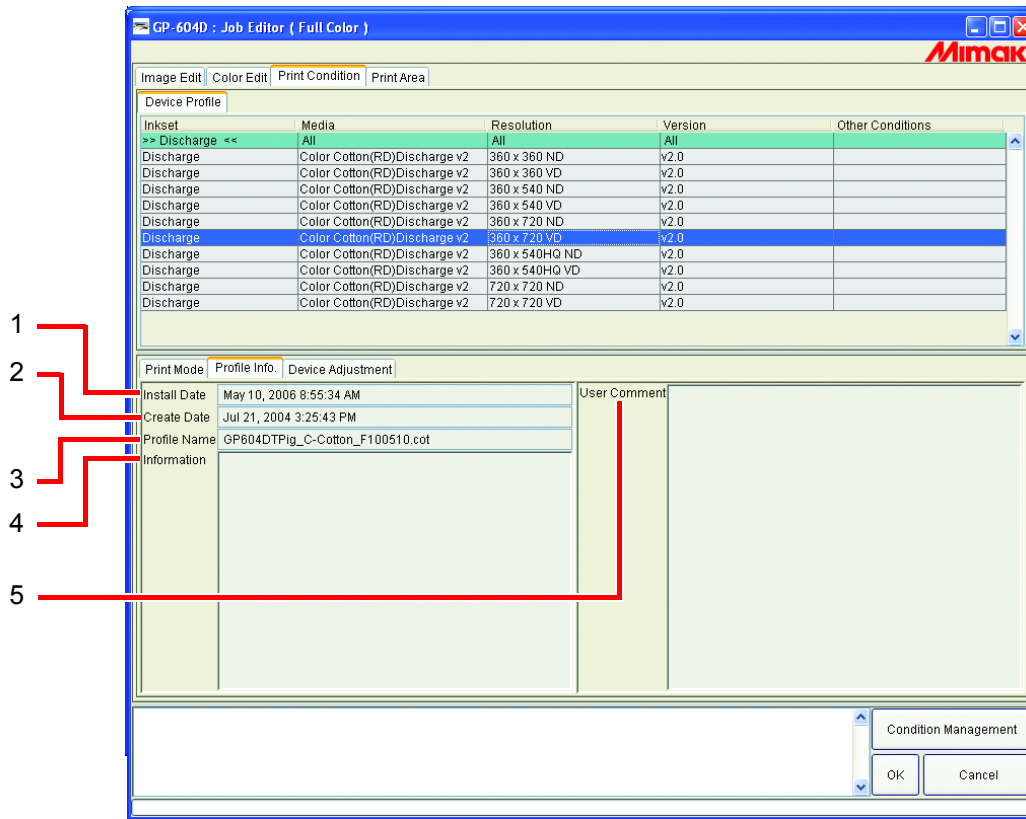 GP-604D : Job Editor ( Full Color )
Mimaki
Image Edit Color Edit Print Condition Print Area
Device Profile
Inkset Media Resolution Version Other Conditions
>> Discharge << All All All
Discharge Color Cotton(RD)Discharge v2 360 x 360 ND v2.0
Discharge Color Cotton(RD)Discharge v2 360 x 360 VD v2.0
Discharge Color Cotton(RD)Discharge v2 360 x 540 ND v2.0
Discharge Color Cotton(RD)Discharge v2 360 x 540 VD v2.0
Discharge Color Cotton(RD)Discharge v2 360 x 720 ND v2.0
Discharge Color Cotton(RD)Discharge v2 360 x 720 VD v2.0
Discharge Color Cotton(RD)Discharge v2 360 x 540HQ ND v2.0
Discharge Color Cotton(RD)Discharge v2 360 x 540HQ VD v2.0
Discharge Color Cotton(RD)Discharge v2 720 x 720 ND v2.0
Discharge Color Cotton(RD)Discharge v2 720 x 720 VD v2.0
1
2
3
4
5
Print Mode Profile Info. Device Adjustment
Install Date May 10, 2006 8:55:34 AM User Comment
Create Date Jul 21, 2004 3:25:43 PM
Profile Name GP604DTPig_C-Cotton_F100510.cot
Information
Condition Management
OK Cancel